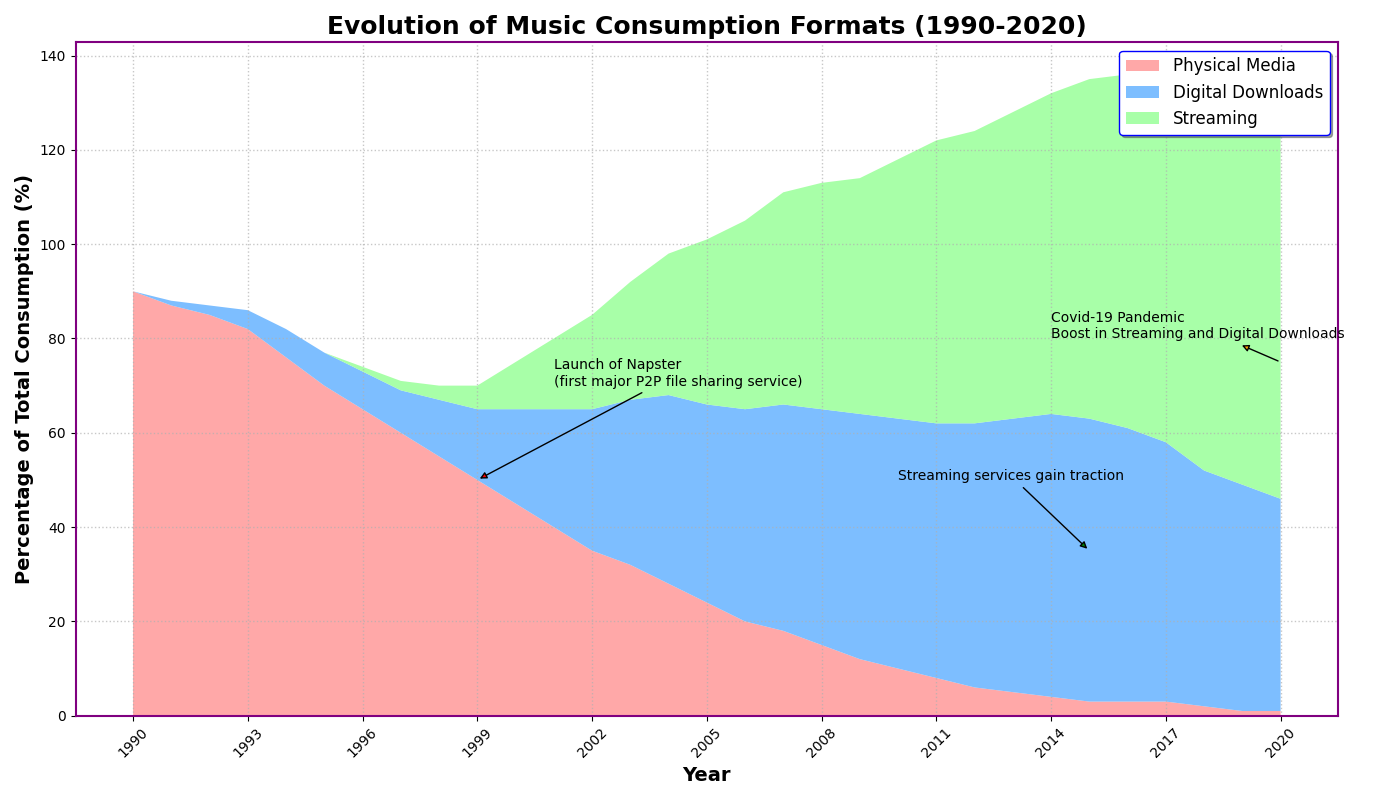 Evolution of Music Consumption Formats (1990-2020)
Percentage of Total Consumption (%)
140
120
100
80
60
40
20
0
Physical Media
Digital Downloads
Streaming
Covid-19 Pandemic
Boost in Streaming and Digital Downloads
Launch of Napster
(first major P2P file sharing service)
Streaming services gain traction
1990
1993
1996
1999
2002
2005
2008
2011
2014
2017
2020
Year